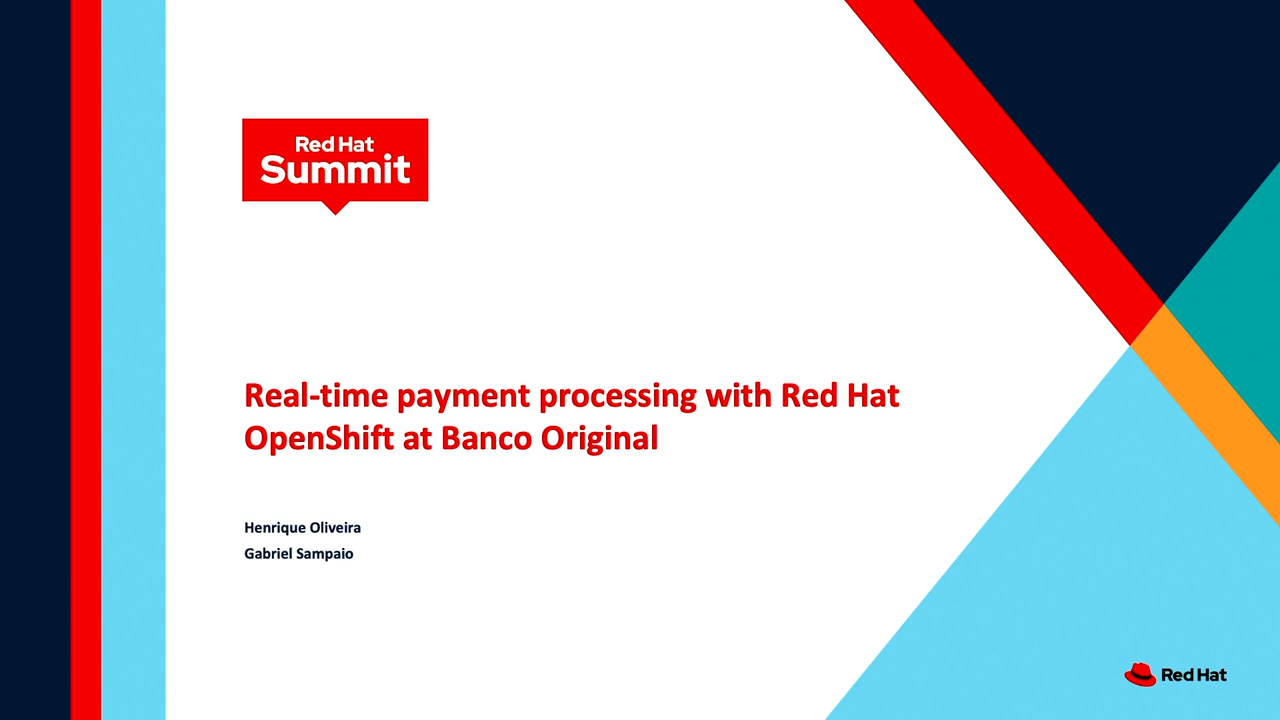 Red Hat
Summit
Real-time payment processing with Red Hat
OpenShift at Banco Original
Henrique Oliveira
Gabriel Sampaio
Red Hat